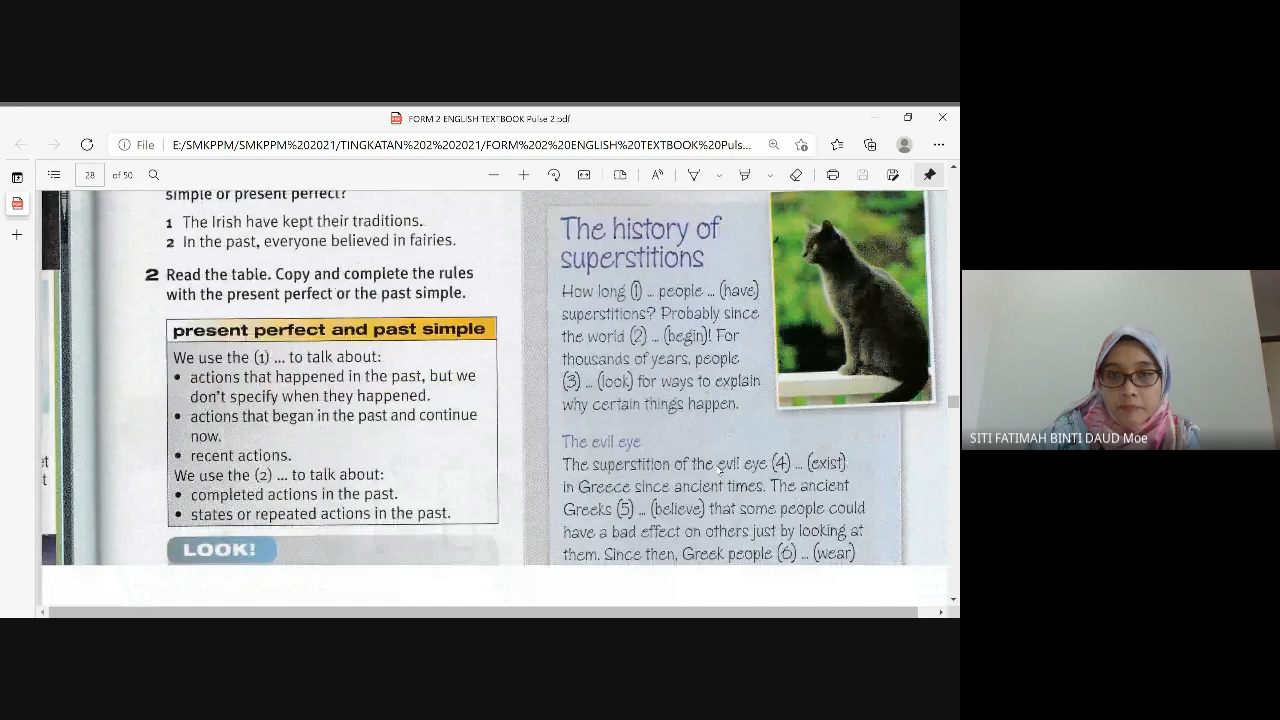 FORM 2 ENGLISH TEXTBOOK Pulse 2.pdf
File
E:/SMKPPM/SMKPPM%202021/TINGKATAN%202%202021/FORM%202%20ENGLISH%20TEXTBOOK%20Puls...
28
of 50
simple or present perfect?
1 The Irish have kept their traditions.
2 In the past, everyone believed in fairies.
2 Read the table. Copy and complete the rules
with the present perfect or the past simple.
present perfect and past simple
We use the (1) ... to talk about:
• actions that happened in the past, but we
don't specify when they happened.
• actions that began in the past and continue
now.
• recent actions.
We use the (2) ... to talk about:
• completed actions in the past.
• states or repeated actions in the past.
LOOK!
The history of
superstitions
How long (1) ... people ... (have)
superstitions? Probably since
the world (2) ... (begin)! For
thousands of years, people
(3) ... (look) for ways to explain
why certain things happen.
The evil eye
The superstition of the evil eye (4) ... (exist)
in Greece since ancient times. The ancient
Greeks (5) ... (believe) that some people could
have a bad effect on others just by looking at
them. Since then, Greek people (6) ... (wear)
et
t
SITI FATIMAH BINTI DAUD Moe